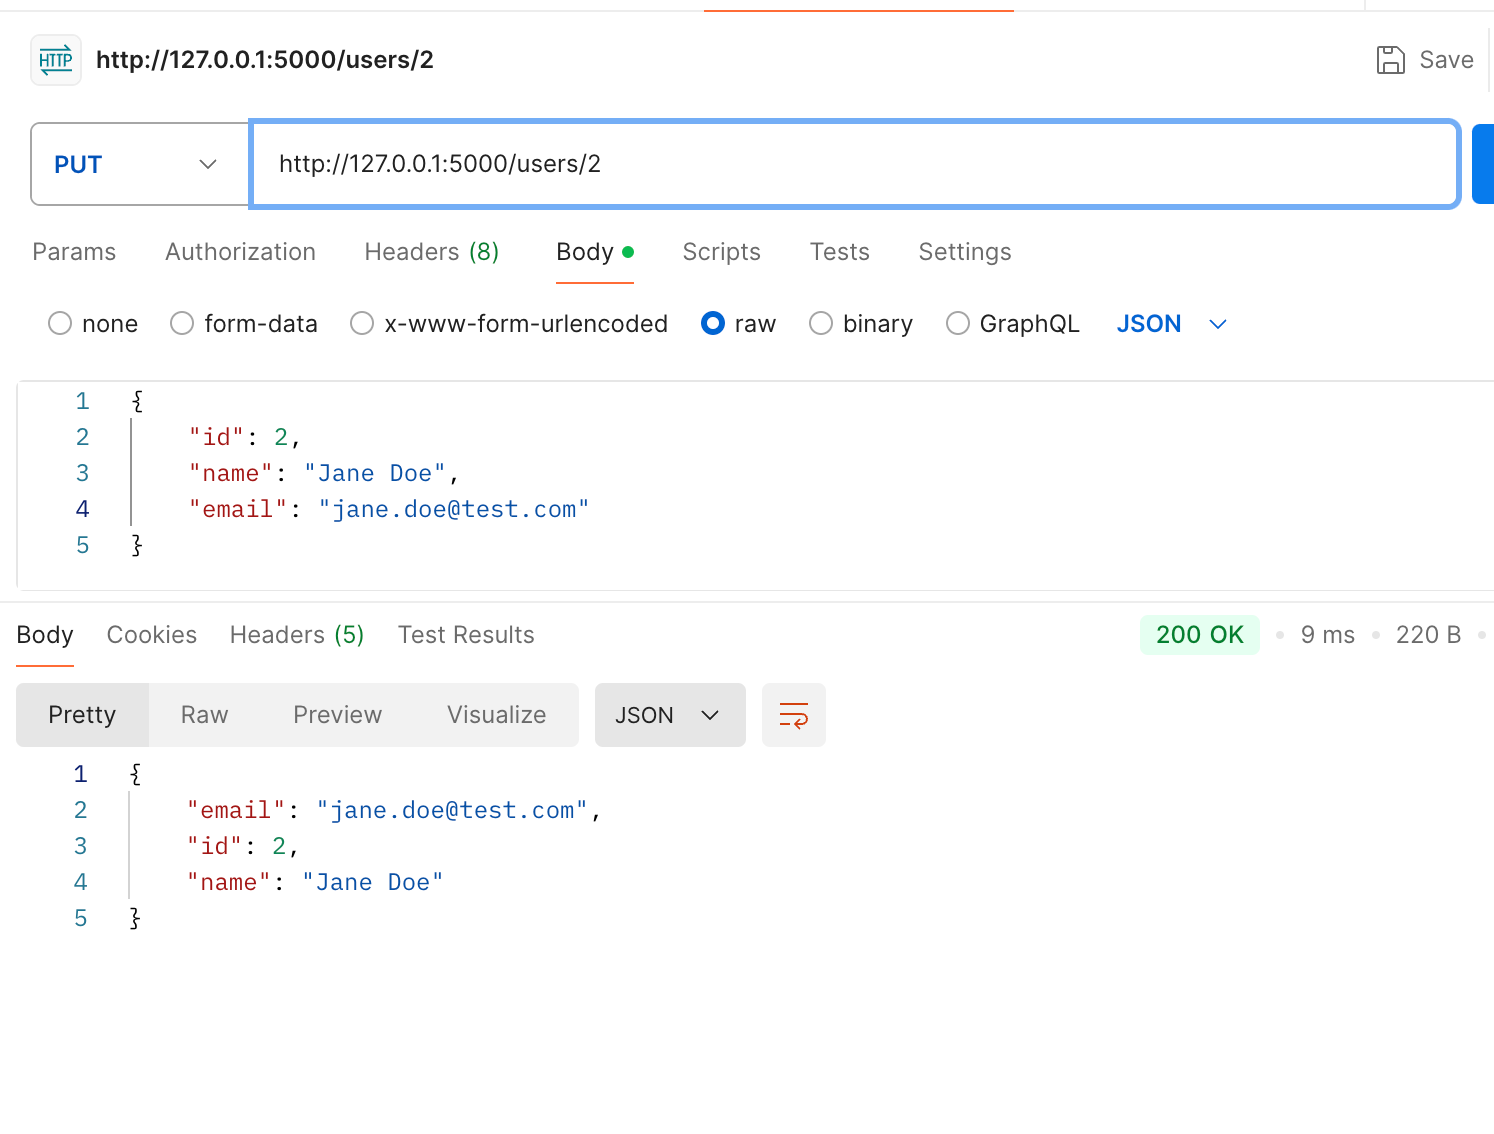 HTTP http://127.0.0.1:5000/users/2 Save
PUT http://127.0.0.1:5000/users/2
Params Authorization Headers (8) Body Scripts Tests Settings
none form-data x-www-form-urlencoded raw binary GraphQL JSON
1 {
2 "id": 2,
3 "name": "Jane Doe",
4 "email": "jane.doe@test.com"
5 }
Body Cookies Headers (5) Test Results 200 OK 9 ms 220 B
Pretty Raw Preview Visualize JSON
1 {
2 "email": "jane.doe@test.com",
3 "id": 2,
4 "name": "Jane Doe"
5 }